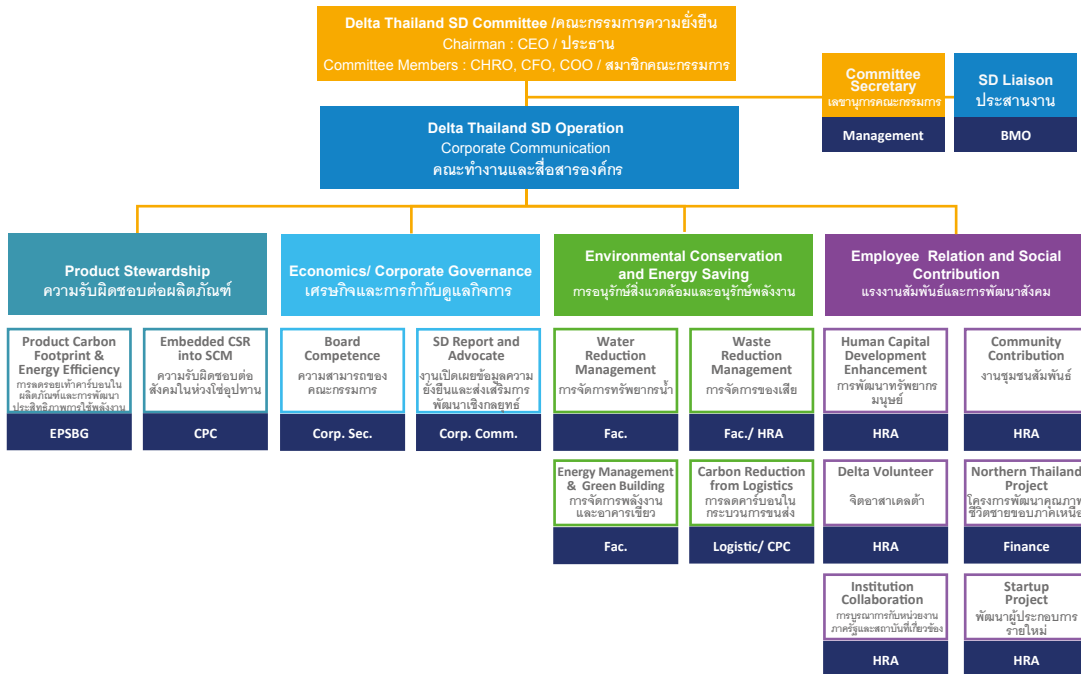 Delta Thailand SD Committee /คณะกรรมการความยั่งยืน
Chairman : CEO / ประธาน
Committee Members : CHRO, CFO, COO / สมาชิกคณะกรรมการ
Committee
Secretary
เลขานุการคณะกรรมการ
Management
SD Liaison
ประสานงาน
BMO
Delta Thailand SD Operation
Corporate Communication
คณะทำงานและสื่อสารองค์กร
Product Stewardship
ความรับผิดชอบต่อผลิตภัณฑ์
Economics/ Corporate Governance
เศรษฐกิจและการกำกับดูแลกิจการ
Environmental Conservation
and Energy Saving
การอนุรักษ์สิ่งแวดล้อมและอนุรักษ์พลังงาน
Employee Relation and Social
Contribution
แรงงานสัมพันธ์และการพัฒนาสังคม
Product Carbon
Footprint &
Energy Efficiency
การลดรอยเท้าคาร์บอนใน
ผลิตภัณฑ์และการพัฒนา
ประสิทธิภาพการใช้พลังงาน
EPSBG
Embedded CSR
into SCM
ความรับผิดชอบต่อ
สังคมในห่วงโซ่อุปทาน
CPC
Board
Competence
ความสามารถของ
คณะกรรมการ
Corp. Sec.
SD Report and
Advocate
งานเปิดเผยข้อมูลความ
ยั่งยืนและส่งเสริมการ
พัฒนาเชิงกลยุทธ์
Corp. Comm.
Water
Reduction
Management
การจัดการทรัพยากรน้ำ
Fac.
Waste
Reduction
Management
การจัดการของเสีย
Fac./ HRA
Human Capital
Development
Enhancement
การพัฒนาทรัพยากร
มนุษย์
HRA
Community
Contribution
งานชุมชนสัมพันธ์
HRA
Energy Management
& Green Building
การจัดการพลังงาน
และอาคารเขียว
Fac.
Carbon Reduction
from Logistics
การลดคาร์บอนใน
กระบวนการขนส่ง
Logistic/ CPC
Delta Volunteer
จิตอาสาเดลต้า
HRA
Northern Thailand
Project
โครงการพัฒนาคุณภาพ
ชีวิตชายขอบภาคเหนือ
Finance
Institution
Collaboration
การบูรณาการกับหน่วยงาน
ภาครัฐและสถาบันที่เกี่ยวข้อง
HRA
Startup
Project
พัฒนาผู้ประกอบการ
รายใหม่
HRA